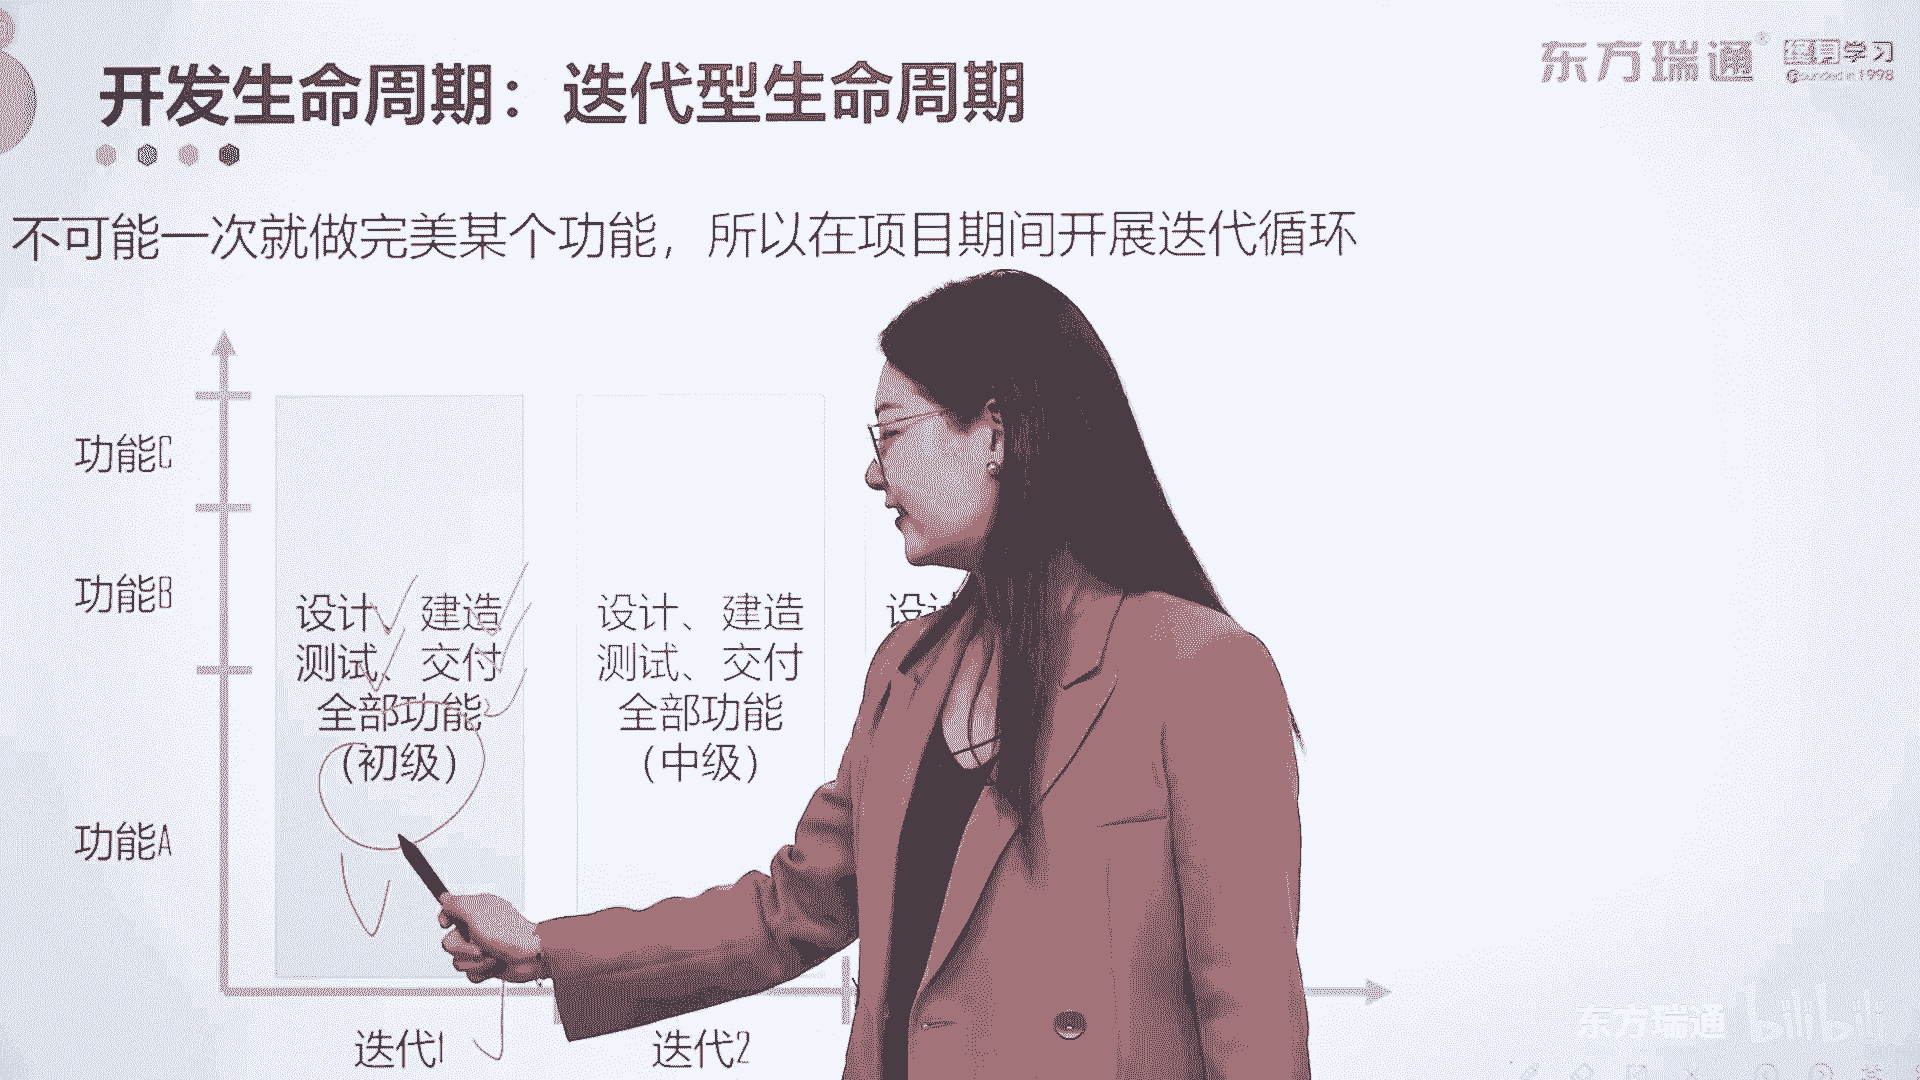 东方瑞通®
学习
Founded in 1998
开发生命周期：迭代型生命周期
不可能一次就做完美某个功能，所以在项目期间开展迭代循环
功能C
功能B
功能A
设计、建造
测试、交付
全部功能
（初级）
设计、建造
测试、交付
全部功能
（中级）
设计
迭代1
迭代2
东方瑞通
bilibili